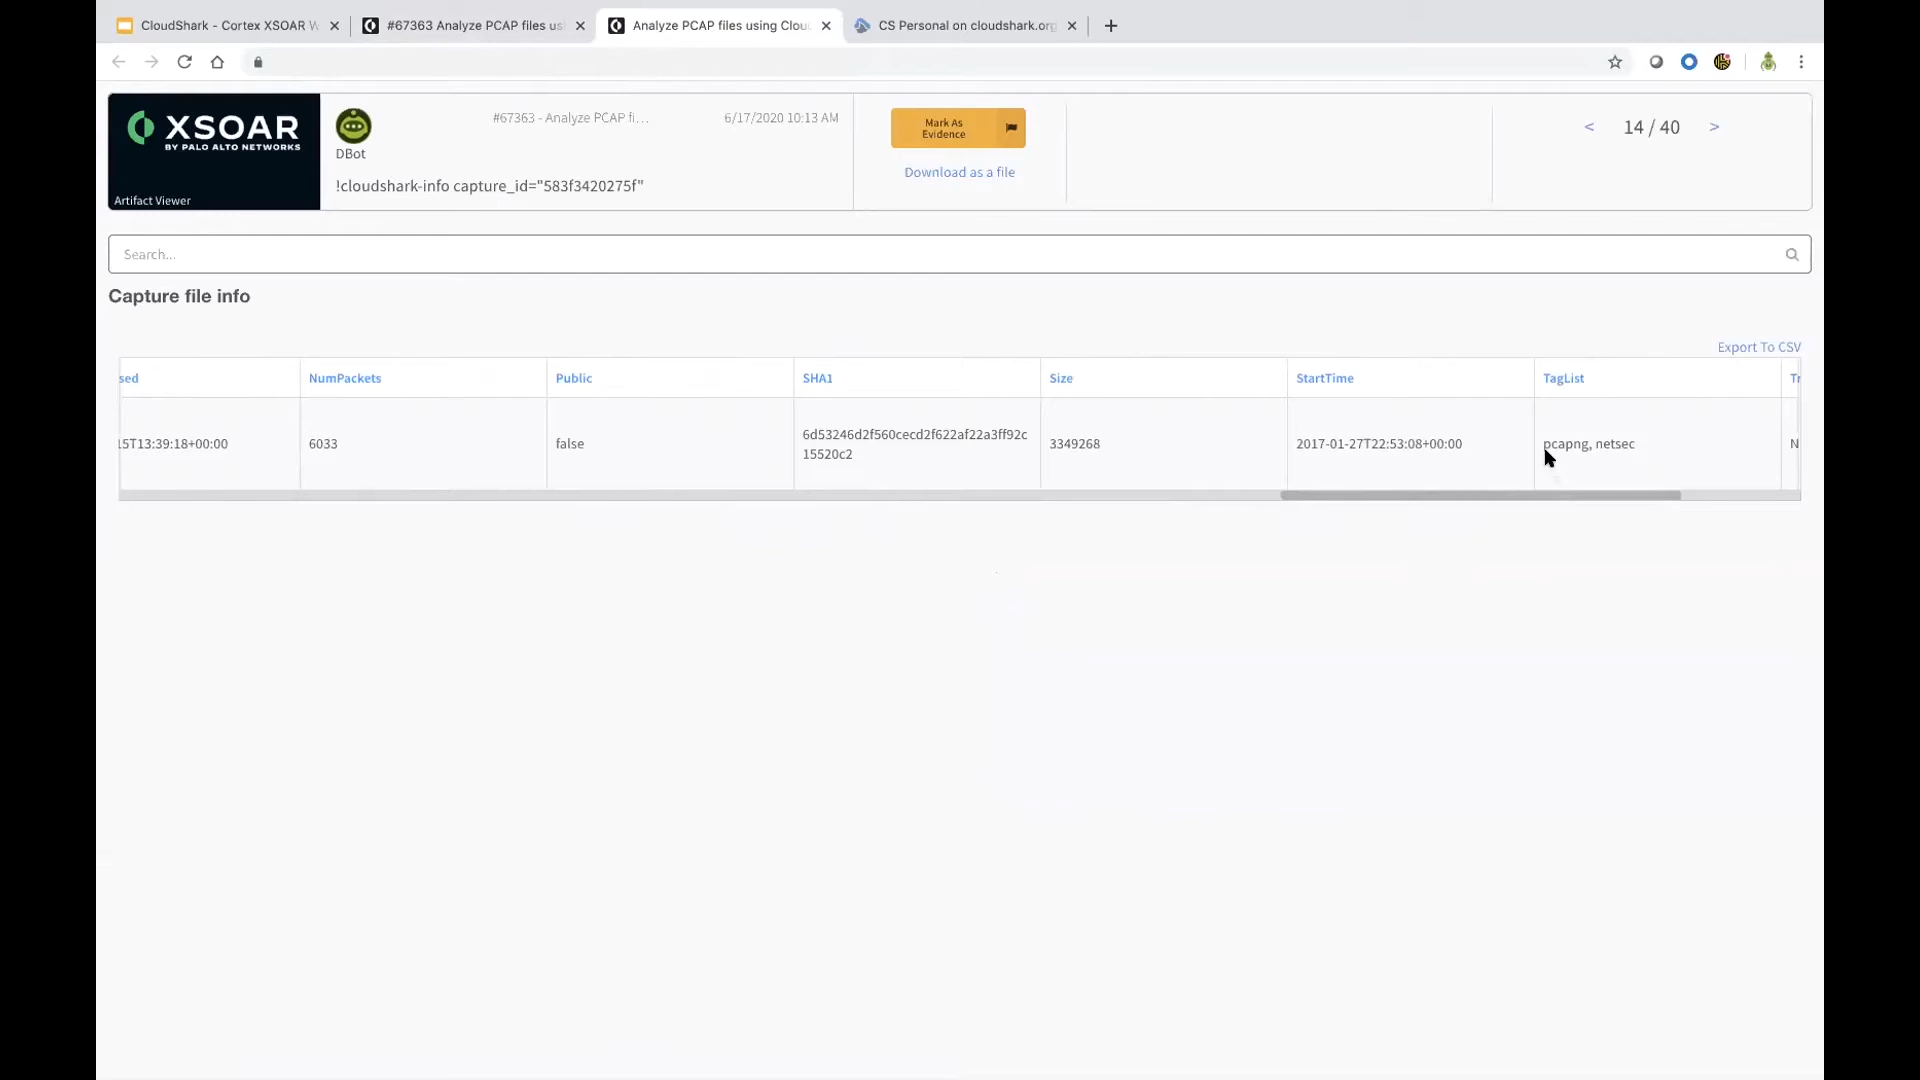 CloudShark - Cortex XSOAR W
#67363 Analyze PCAP files usi
Analyze PCAP files using Clou
CS Personal on cloudshark.org
XSOAR
BY PALO ALTO NETWORKS
Artifact Viewer
DBot
#67363 - Analyze PCAP fi...
6/17/2020 10:13 AM
!cloudshark-info capture_id="583f3420275f"
Mark As
Evidence
Download as a file
< 14 / 40 >
Search...
Capture file info
Export To CSV
sed NumPackets Public SHA1 Size StartTime TagList Tr
15T13:39:18+00:00 6033 false 6d53246d2f560cecd2f622af22a3ff92c 3349268 2017-01-27T22:53:08+00:00 pcapng, netsec N
15520c2